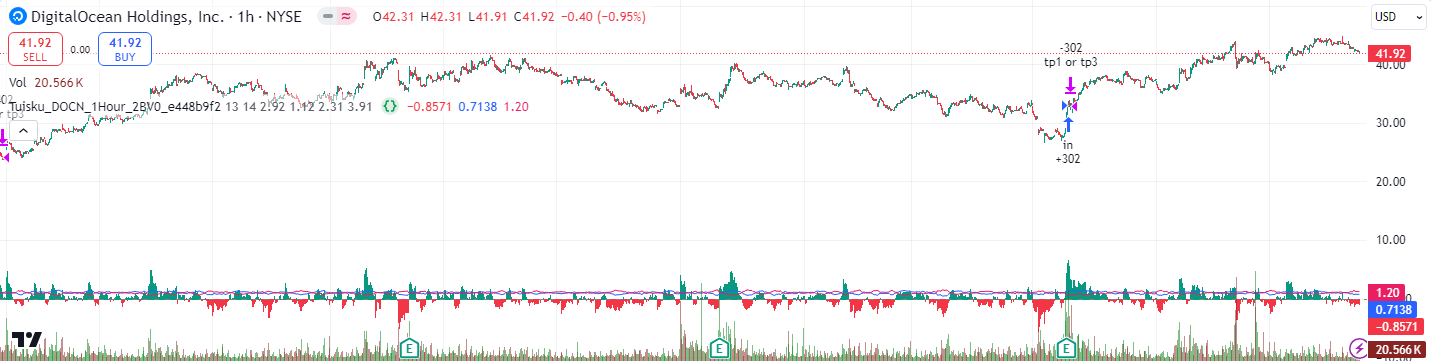 DigitalOcean Holdings, Inc. · 1h · NYSE O42.31 H42.31 L41.91 C41.92 −0.40 (−0.95%) USD
41.92 SELL 0.00 41.92 BUY
-302
tp1 or tp3
41.92
40.00
Vol 20.566 K
Tuisku_DOCN_1Hour_2BV0_e448b9f2 13 14 2.92 1.12 2.31 3.91 −0.8571 0.7138 1.20
or tp3
30.00
in
+302
20.00
10.00
1.20
0.7138
−0.8571
E E E
20.566 K